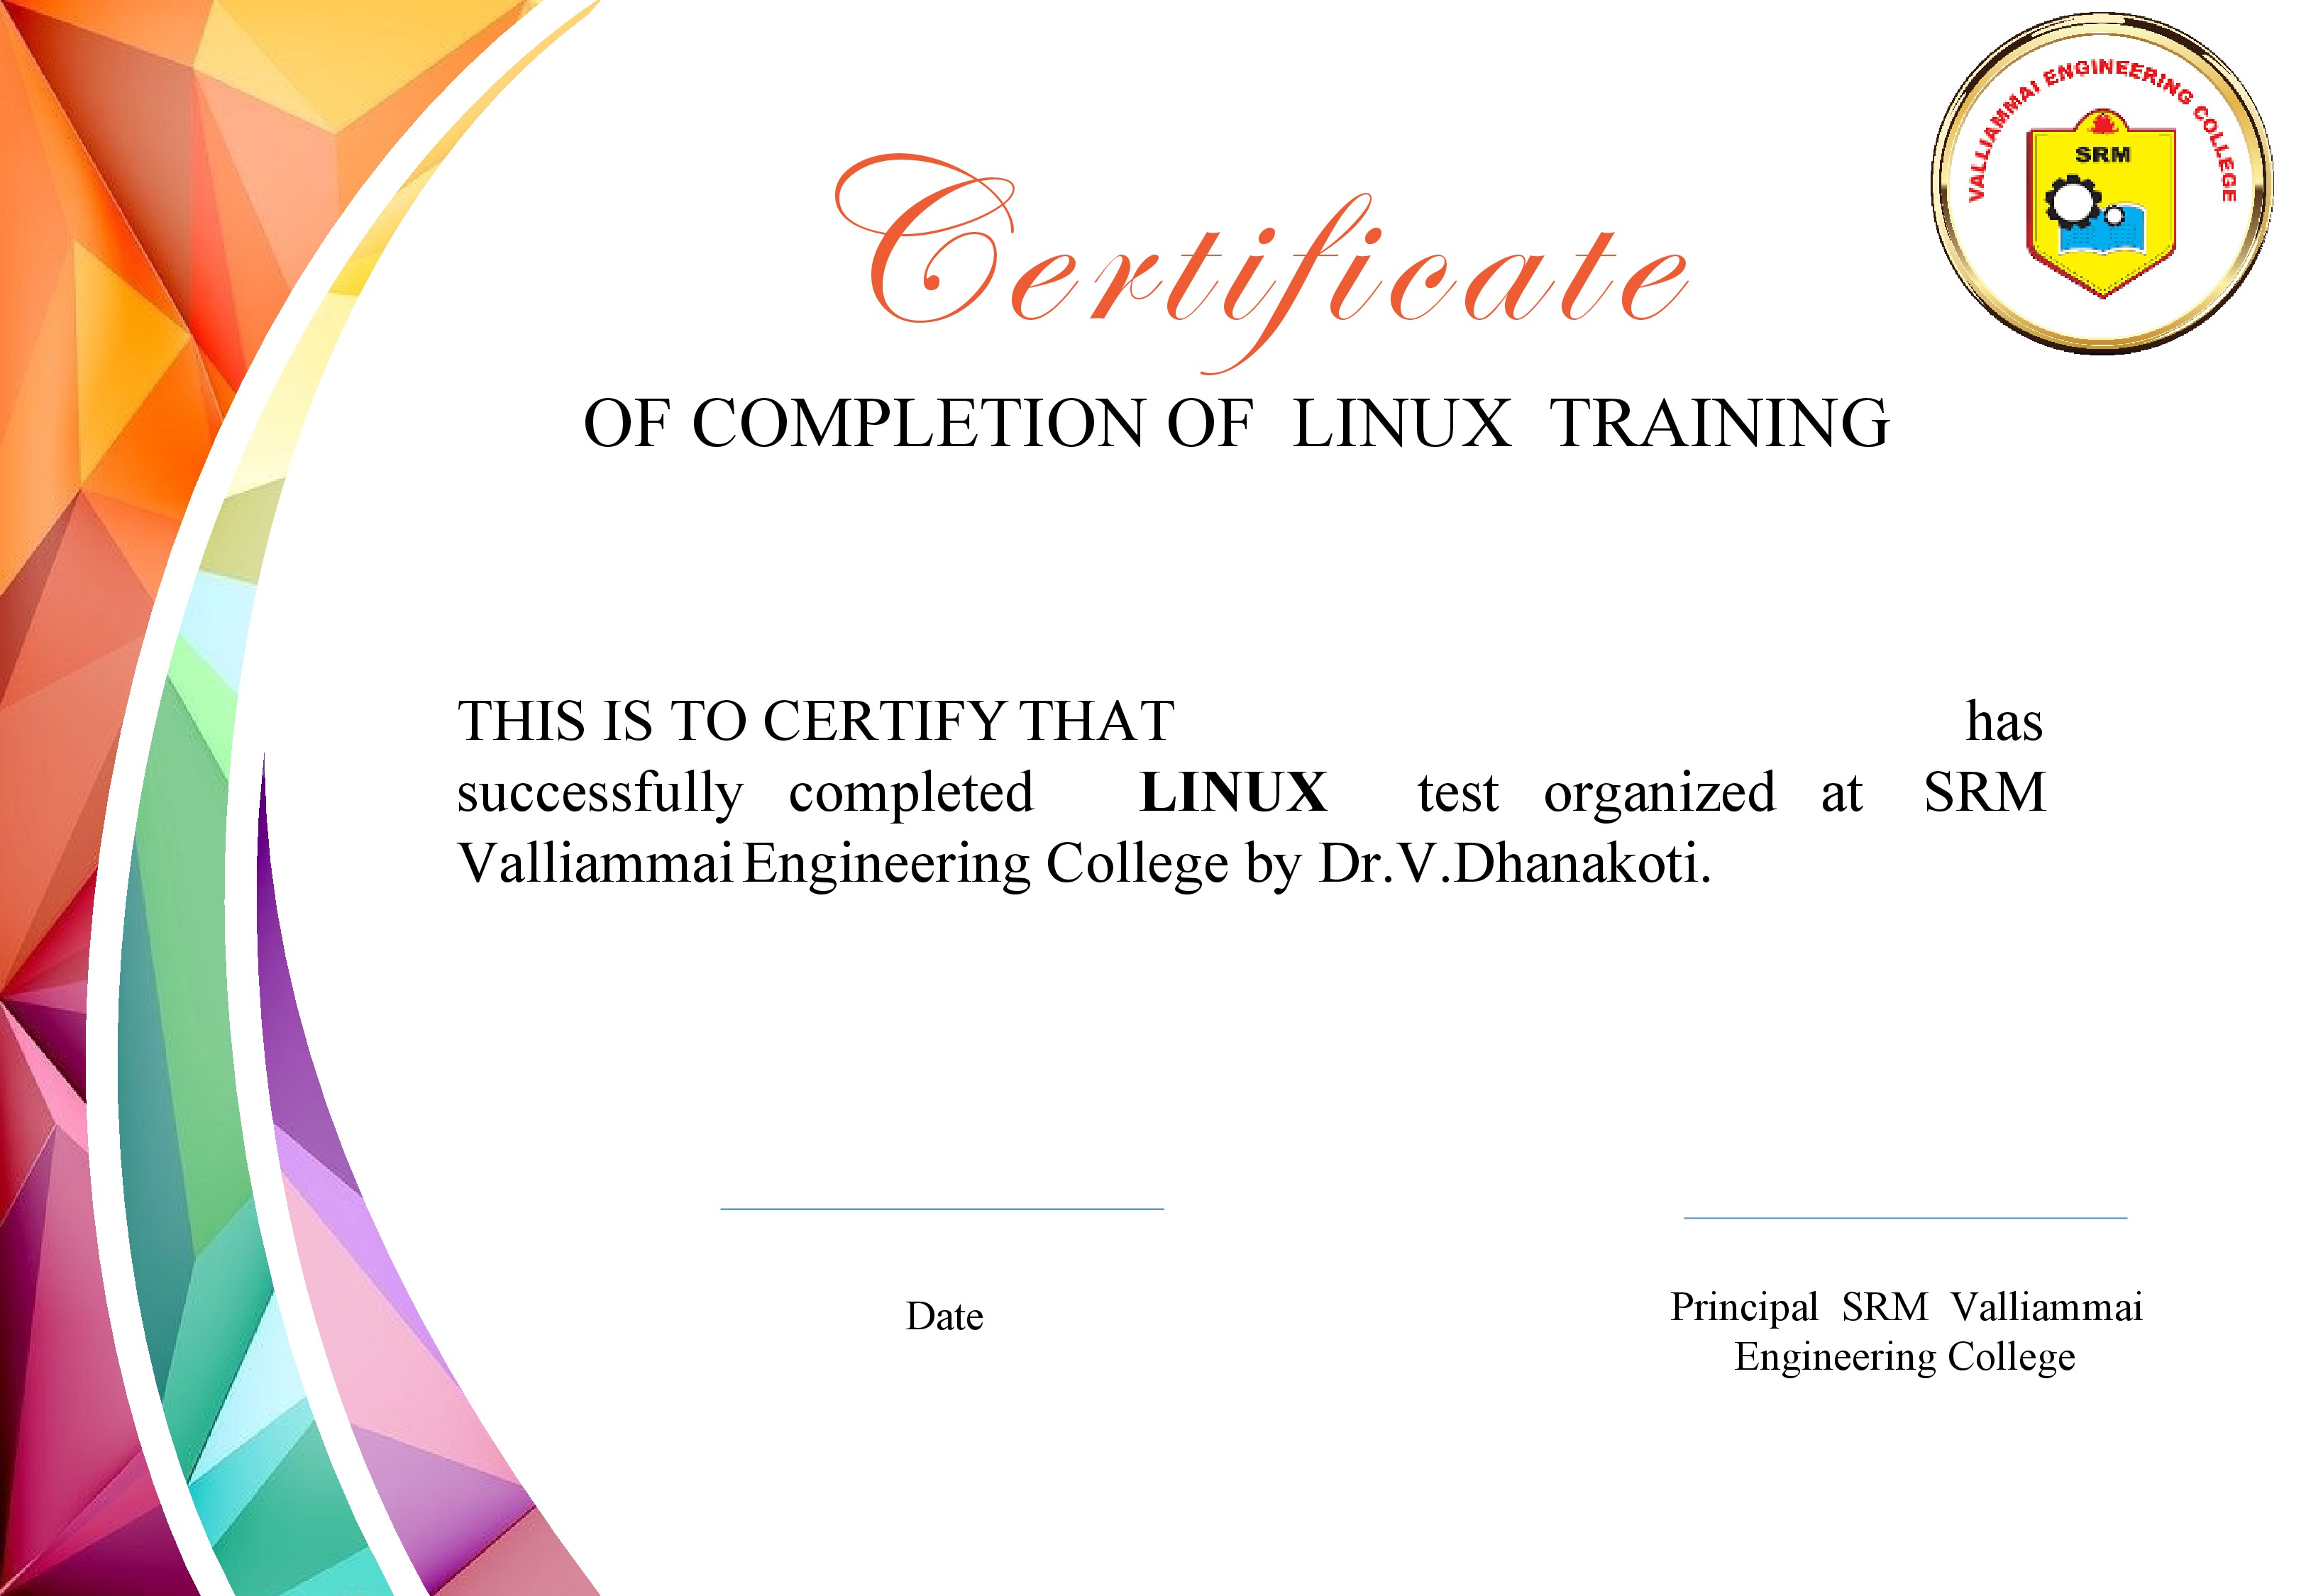 VALLIAMMAI ENGINEERING COLLEGE
SRM
Certificate
OF COMPLETION OF LINUX TRAINING
THIS IS TO CERTIFY THAT has
successfully completed LINUX test organized at SRM
Valliammai Engineering College by Dr.V.Dhanakoti.
Date
Principal SRM Valliammai
Engineering College